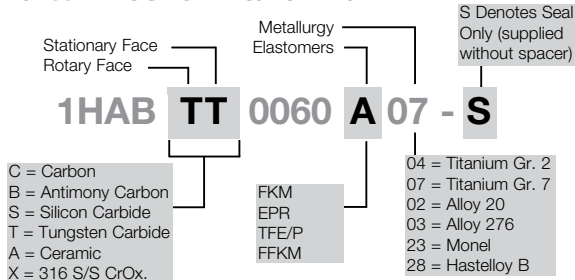 S Denotes Seal
Only (supplied
without spacer)
Metallurgy
Elastomers
Stationary Face
Rotary Face
1HAB TT 0060 A 07 - S
C = Carbon
B = Antimony Carbon
S = Silicon Carbide
T = Tungsten Carbide
A = Ceramic
X = 316 S/S CrOx.
FKM
EPR
TFE/P
FFKM
04 = Titanium Gr. 2
07 = Titanium Gr. 7
02 = Alloy 20
03 = Alloy 276
23 = Monel
28 = Hastelloy B